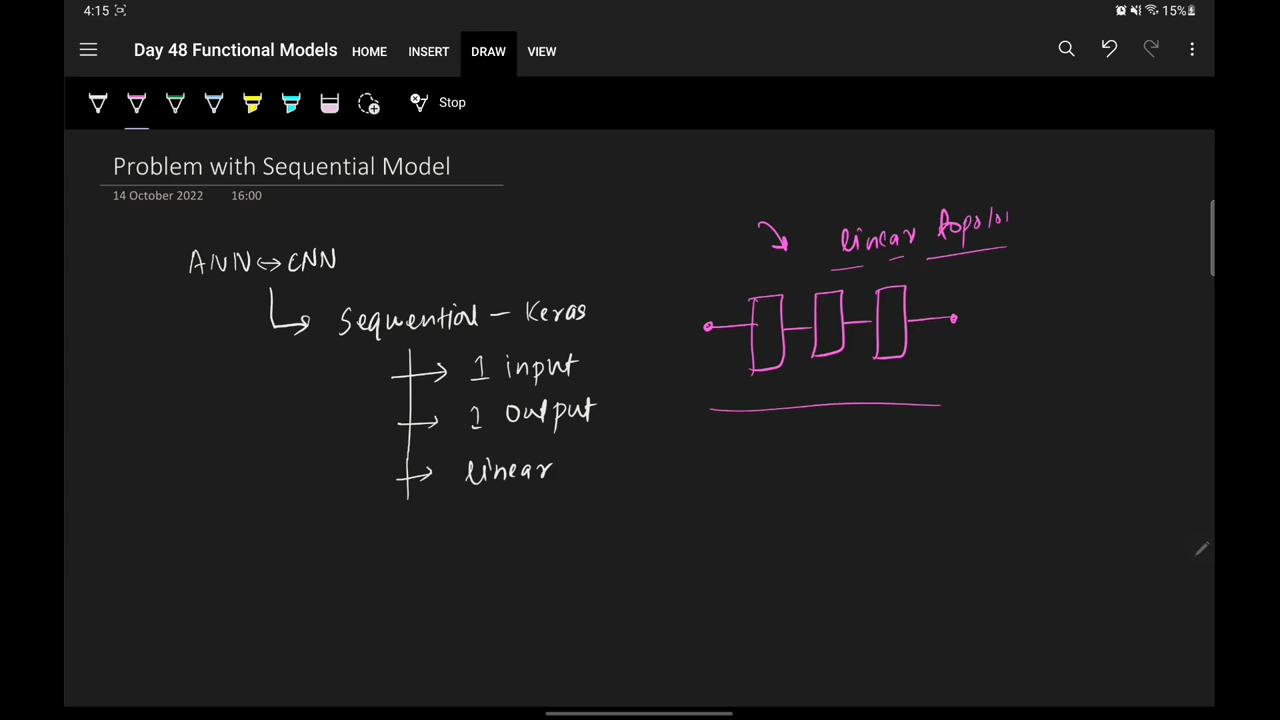 4:15
15%
Day 48 Functional Models HOME INSERT DRAW VIEW
Stop
Problem with Sequential Model
14 October 2022 16:00
linear
ANN ↔ CNN
Sequential - Keras
1 input
1 output
linear